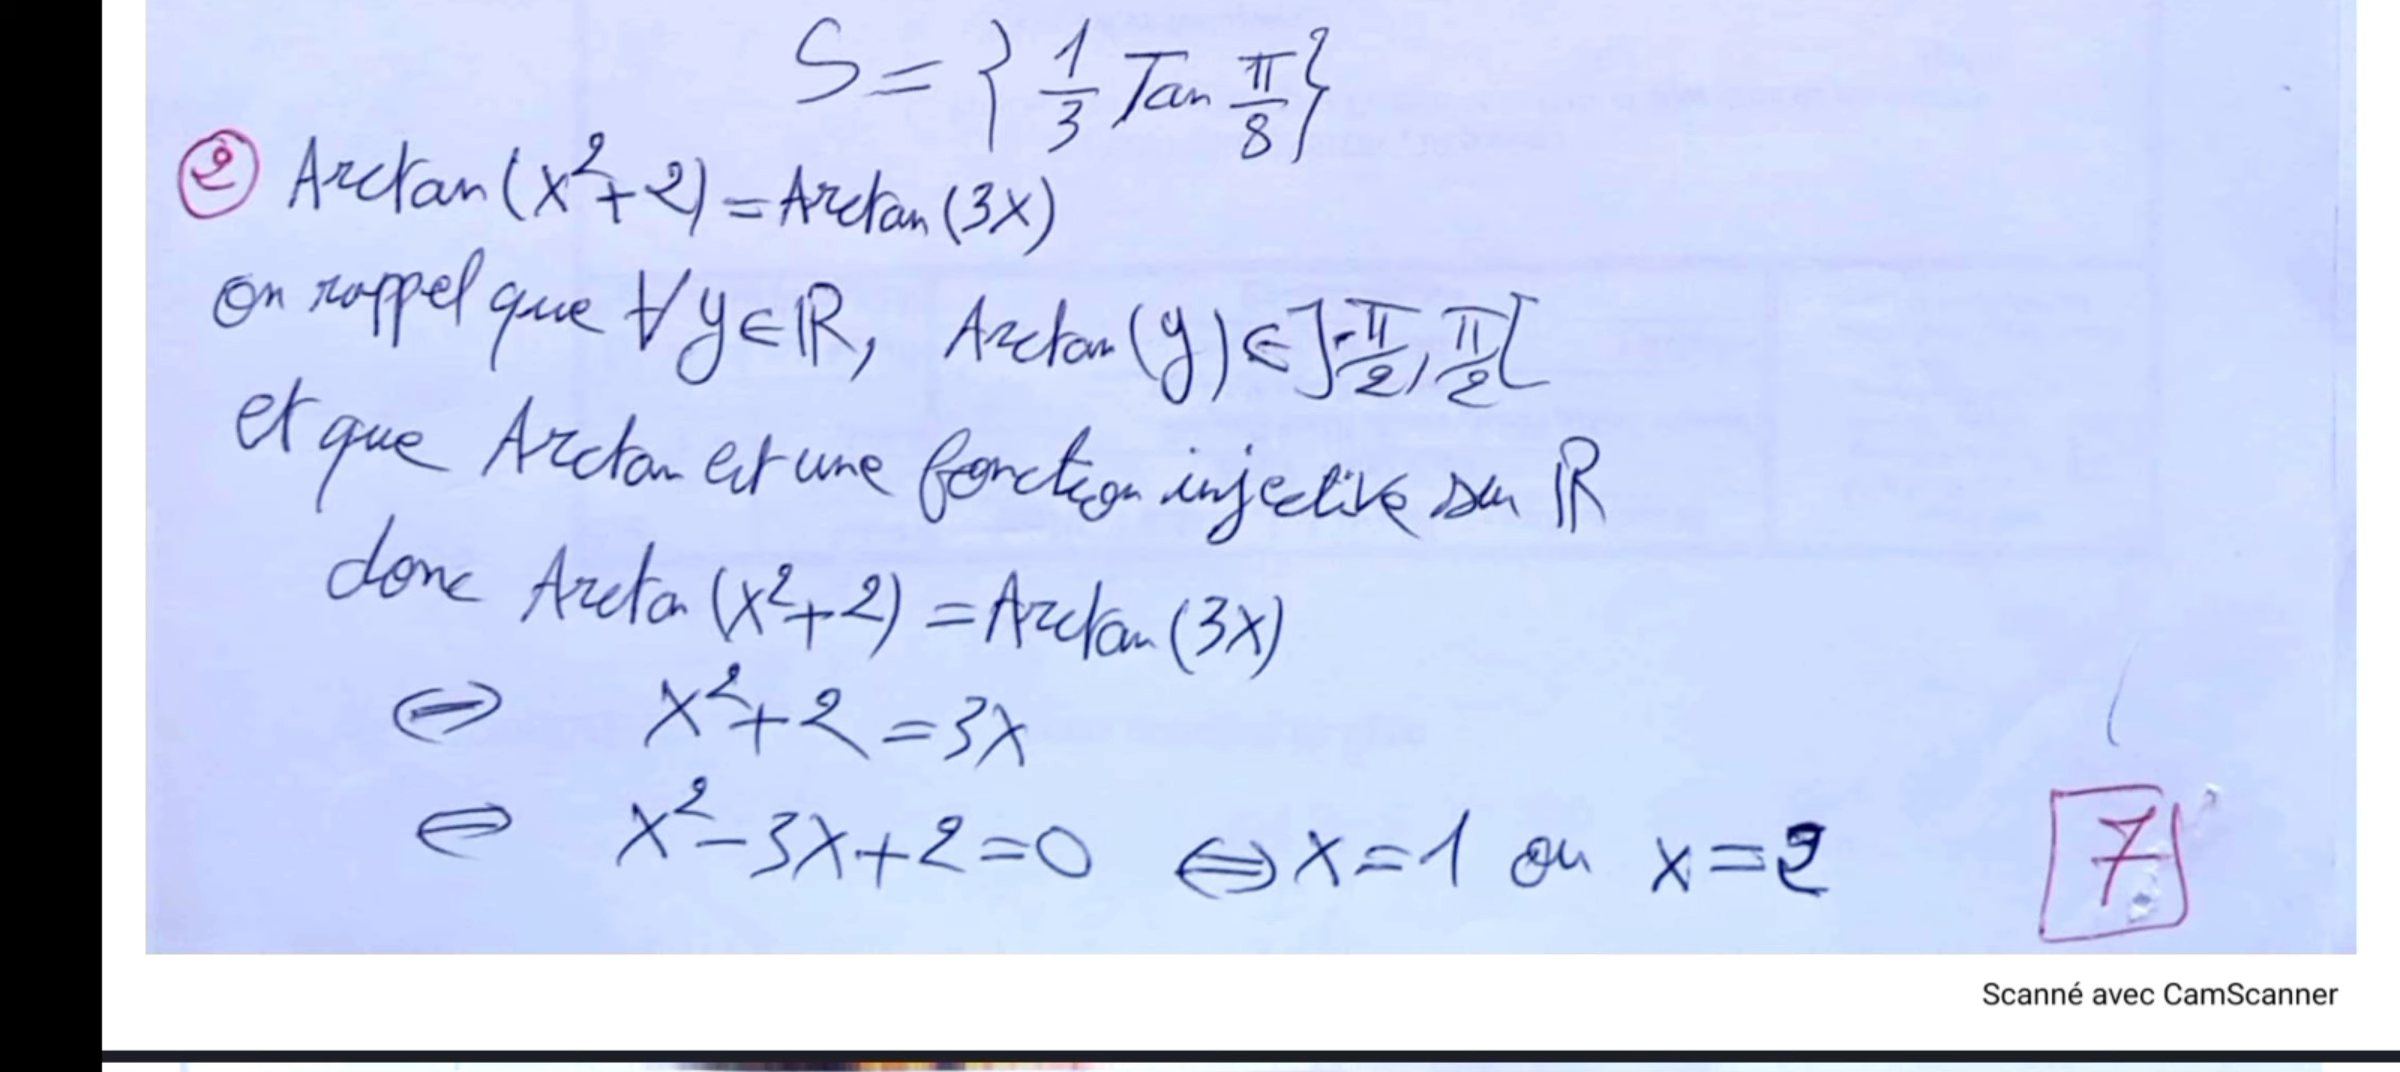 S = { 1/3 Tan π/8 }
② Arctan(x²+2) = Arctan(3x)
on rappel que ∀ y ∈ ℝ, Arctan(y) ∈ ]-π/2, π/2[
et que Arctan est une fonction injective sur ℝ
donc Arctan (x²+2) = Arctan (3x)
⇔ x²+2 = 3x
⇔ x²-3x+2=0 ⇔ x=1 ou x=2
7
Scanné avec CamScanner